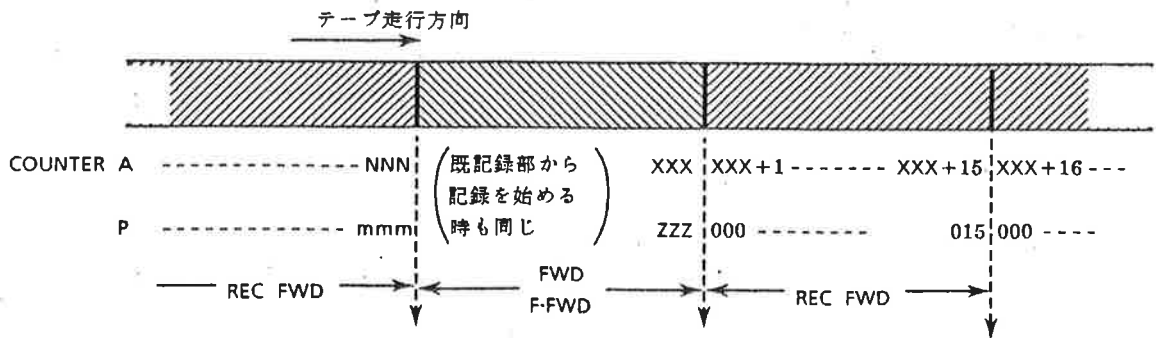 テープ走行方向
COUNTER A ------------------ NNN (既記録部から XXX XXX+1------- XXX+15 XXX+16---
記録を始める
P ------------------ mmm 時も同じ) ZZZ 000 -------- 015 000 ----
REC FWD FWD REC FWD
F-FWD